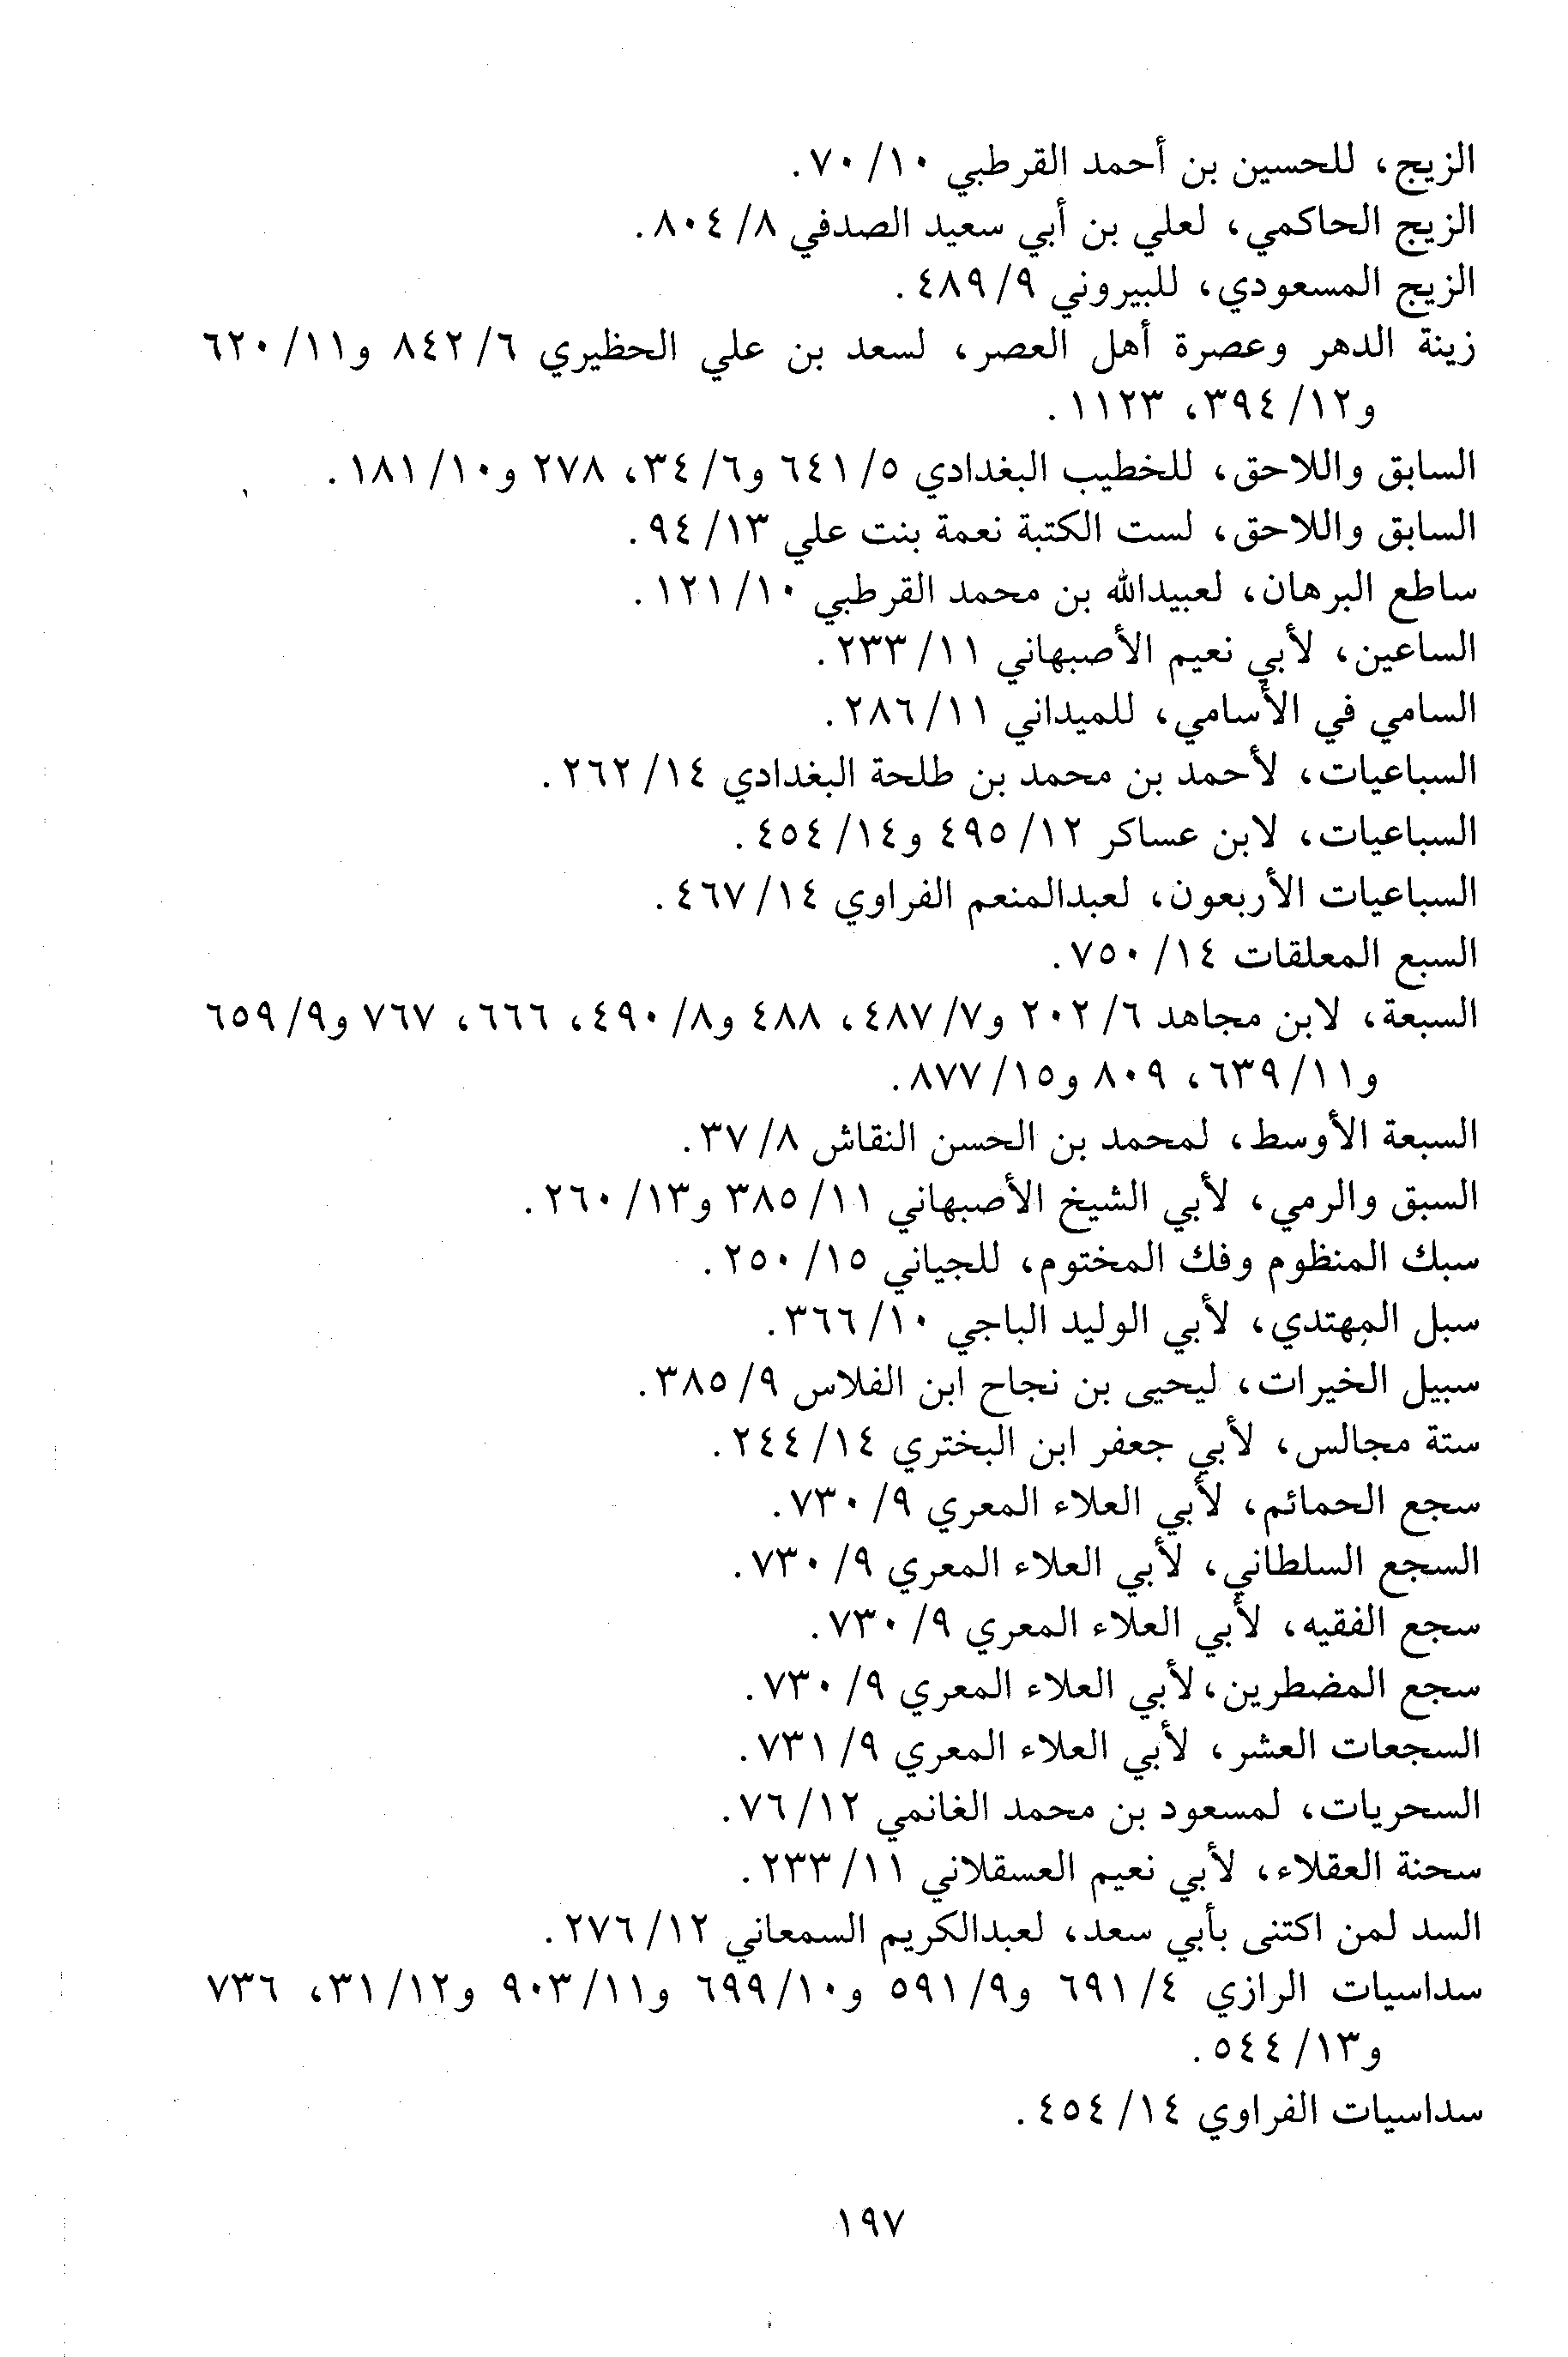 الزيج، للحسين بن أحمد القرطبي ١٠/ ٧٠.
الزيج الحاكمي، لعلي بن أبي سعيد الصدفي ٨/ ٨٠٤.
الزيج المسعودي، للبيروني ٩/ ٤٨٩.
زينة الدهر وعصرة أهل العصر، لسعد بن علي الحظيري ٦/ ٨٤٢ و١١/ ٦٢٠
و١٢/ ٣٩٤، ١١٢٣.
السابق واللاحق، للخطيب البغدادي ٥/ ٦٤١ و٦/ ٣٤، ٢٧٨ و١٠/ ١٨١.
السابق واللاحق، لست الكتبة نعمة بنت علي ١٣/ ٩٤.
ساطع البرهان، لعبيدالله بن محمد القرطبي ١٠/ ١٢١.
الساعين، لأبي نعيم الأصبهاني ١١/ ٢٣٣.
السامي في الأسامي، للميداني ١١/ ٢٨٦.
السباعيات، لأحمد بن محمد بن طلحة البغدادي ١٤/ ٢٦٢.
السباعيات، لابن عساكر ١٢/ ٤٩٥ و١٤/ ٤٥٤.
السباعيات الأربعون، لعبدالمنعم الفراوي ١٤/ ٤٦٧.
السبع المعلقات ١٤/ ٧٥٠.
السبعة، لابن مجاهد ٦/ ٢٠٢ و٧/ ٤٨٧، ٤٨٨ و٨/ ٤٩٠، ٦٦٦، ٧٦٧ و٩/ ٦٥٩
و١١/ ٦٣٩، ٨٠٩ و١٥/ ٨٧٧.
السبعة الأوسط، لمحمد بن الحسن النقاش ٨/ ٣٧.
السبق والرمي، لأبي الشيخ الأصبهاني ١١/ ٣٨٥ و١٣/ ٢٦٠.
سبك المنظوم وفك المختوم، للجياني ١٥/ ٢٥٠.
سبل المهتدي، لأبي الوليد الباجي ١٠/ ٣٦٦.
سبيل الخيرات، ليحيى بن نجاح ابن الفلاس ٩/ ٣٨٥.
ستة مجالس، لأبي جعفر ابن البختري ١٤/ ٢٤٤.
سجع الحمائم، لأبي العلاء المعري ٩/ ٧٣٠.
السجع السلطاني، لأبي العلاء المعري ٩/ ٧٣٠.
سجع الفقيه، لأبي العلاء المعري ٩/ ٧٣٠.
سجع المضطرين، لأبي العلاء المعري ٩/ ٧٣٠.
السجعات العشر، لأبي العلاء المعري ٩/ ٧٣١.
السحريات، لمسعود بن محمد الغانمي ١٢/ ٧٦.
سحنة العقلاء، لأبي نعيم العسقلاني ١١/ ٢٣٣.
السد لمن اكتنى بأبي سعد، لعبدالكريم السمعاني ١٢/ ٢٧٦.
سداسيات الرازي ٤/ ٦٩١ و٩/ ٥٩١ و١٠/ ٦٩٩ و١١/ ٩٠٣ و١٢/ ٣١، ٧٣٦
و١٣/ ٥٤٤.
سداسيات الفراوي ١٤/ ٤٥٤.
١٩٧